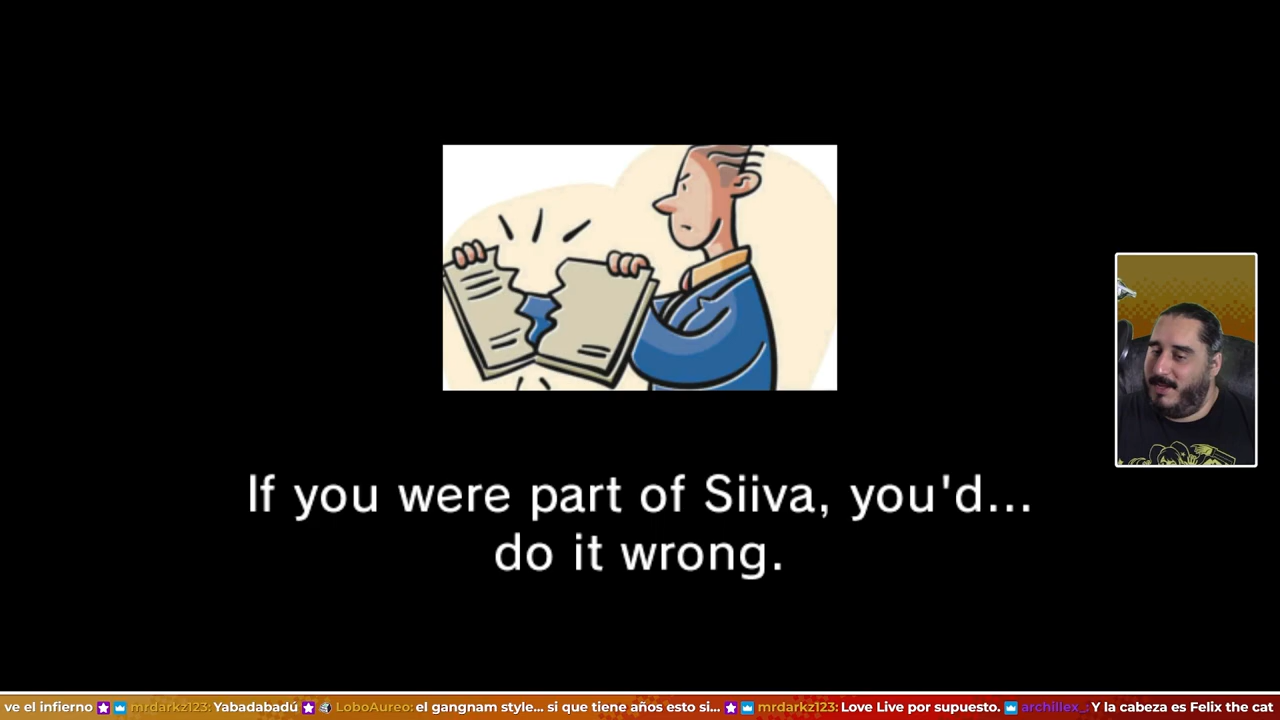 If you were part of Siiva, you'd...
do it wrong.
ve el infierno mrdarkz123: Yabadabadú LoboAureo: el gangnam style... si que tiene años esto si... mrdarkz123: Love Live por supuesto. archillex_: Y la cabeza es Felix the cat